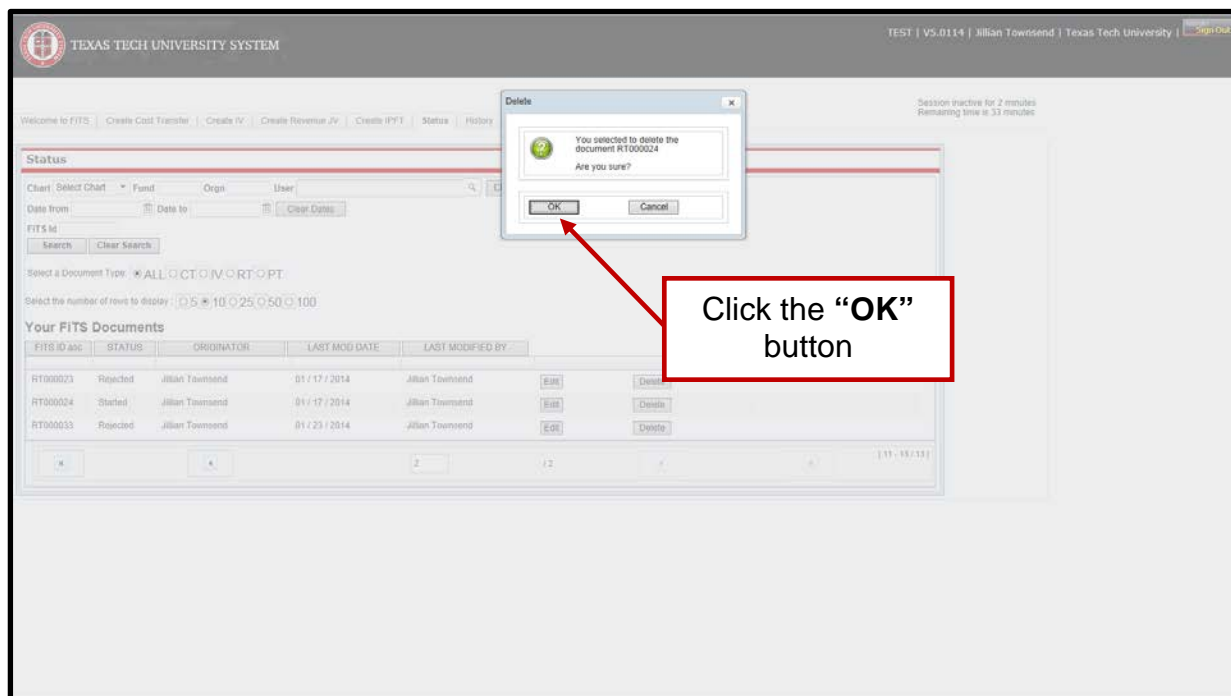 TEXAS TECH UNIVERSITY SYSTEM
TEST | V5.0114 | Jillian Townsend | Texas Tech University | Sign Out
Session inactive for 2 minutes
Remaining time is 33 minutes
Welcome to FiTS | Create Cost Transfer | Create IV | Create Revenue JV | Create IPFT | Status | History
Delete
You selected to delete the
document RT000024
Are you sure?
OK Cancel
Status
Chart Select Chart Fund Orgn User
Date from Date to Clear Dates
FiTS Id
Search Clear Search
Select a Document Type ALL CT IV RT PT
Select the number of rows to display : 5 10 25 50 100
Click the “OK”
button
Your FiTS Documents
FITS ID asc STATUS ORIGINATOR LAST MOD DATE LAST MODIFIED BY
RT000023 Rejected Jillian Townsend 01 / 17 / 2014 Jillian Townsend Edit Delete
RT000024 Started Jillian Townsend 01 / 17 / 2014 Jillian Townsend Edit Delete
RT000033 Rejected Jillian Townsend 01 / 23 / 2014 Jillian Townsend Edit Delete
2 / 2 [ 11 - 13 / 13 ]